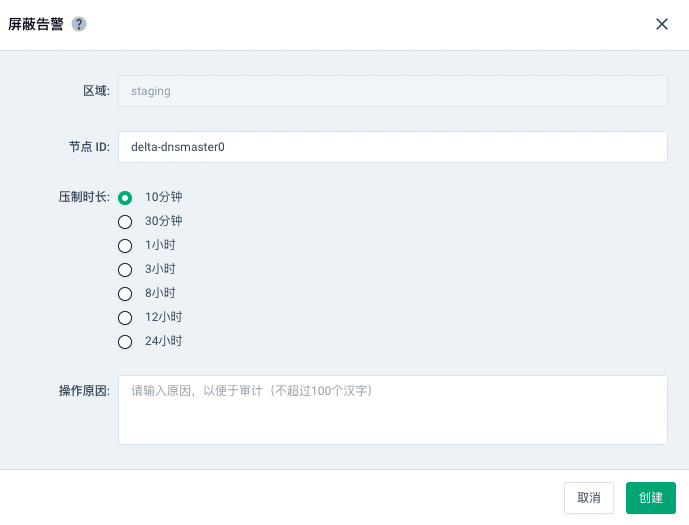 屏蔽告警 ?
区域: staging
节点 ID: delta-dnsmaster0
压制时长: 10分钟
30分钟
1小时
3小时
8小时
12小时
24小时
操作原因: 请输入原因，以便于审计（不超过100个汉字）
取消 创建